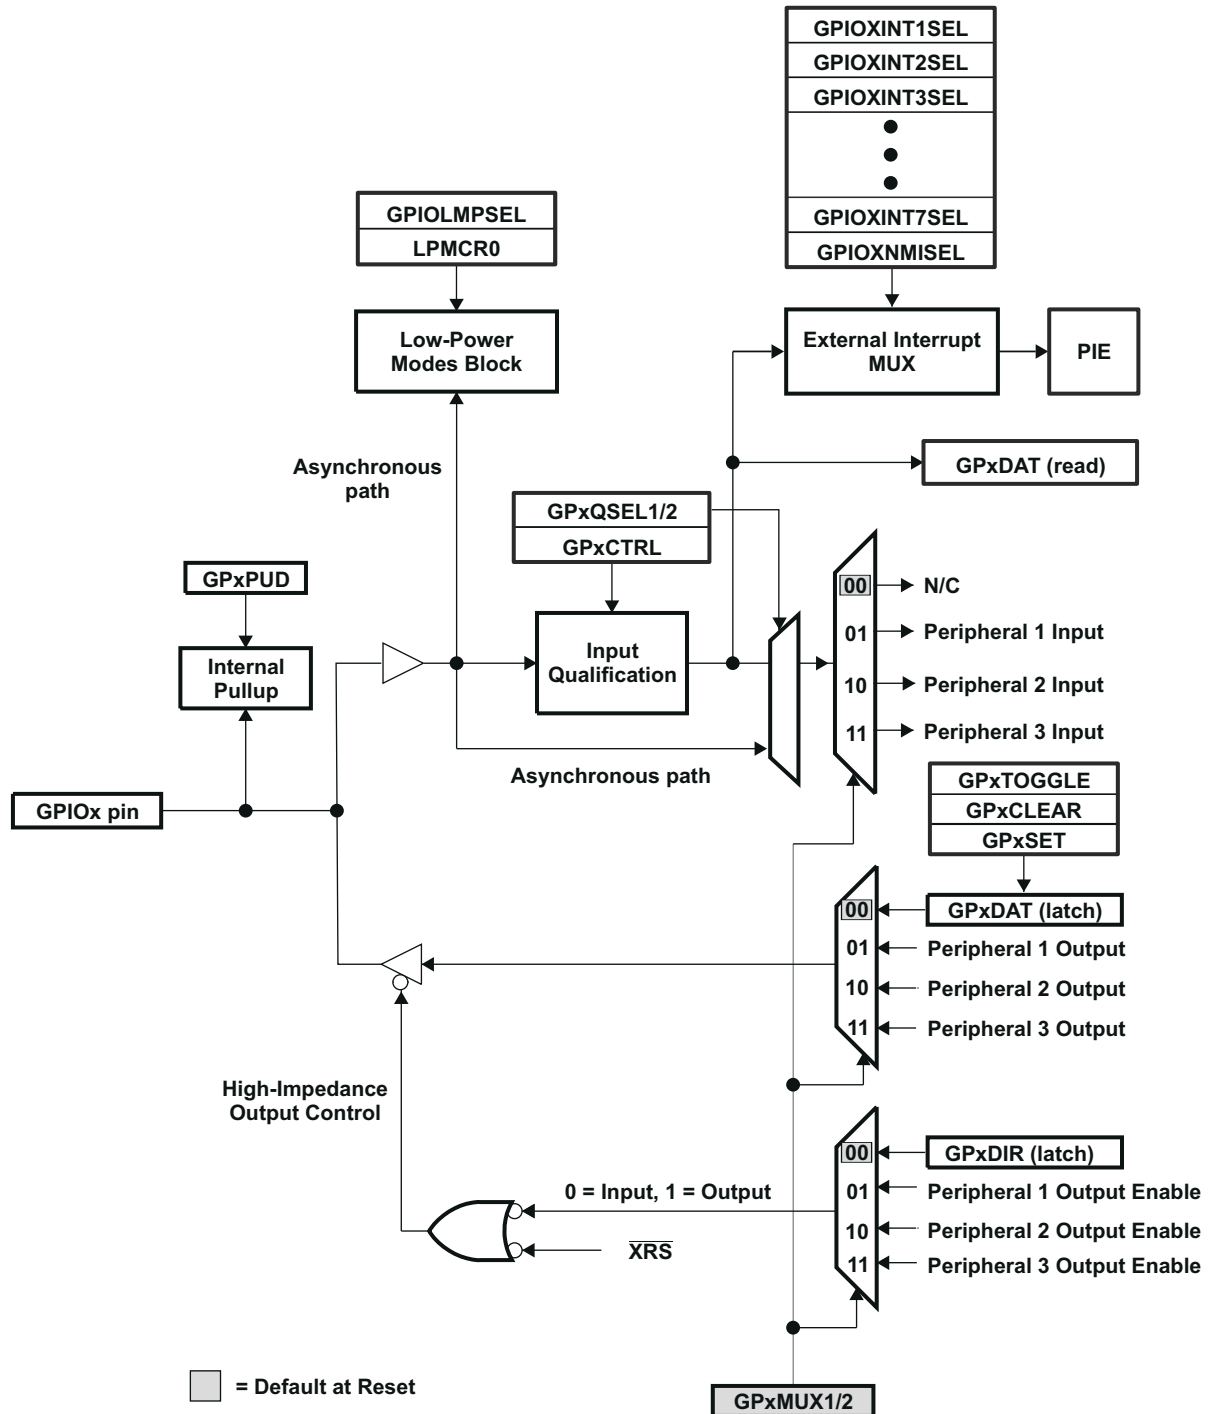 GPIOXINT1SEL
GPIOXINT2SEL
GPIOXINT3SEL
GPIOXINT7SEL
GPIOXNMISEL
GPIOLMPSEL
LPMCR0
Low-Power
Modes Block
External Interrupt
MUX
PIE
Asynchronous
path
GPxDAT (read)
GPxQSEL1/2
GPxCTRL
GPxPUD
Internal
Pullup
Input
Qualification
00
N/C
01
Peripheral 1 Input
10
Peripheral 2 Input
11
Peripheral 3 Input
Asynchronous path
GPIOx pin
GPxTOGGLE
GPxCLEAR
GPxSET
00
GPxDAT (latch)
01
Peripheral 1 Output
10
Peripheral 2 Output
11
Peripheral 3 Output
High-Impedance
Output Control
00
GPxDIR (latch)
0 = Input, 1 = Output
01
Peripheral 1 Output Enable
10
Peripheral 2 Output Enable
XRS
11
Peripheral 3 Output Enable
= Default at Reset
GPxMUX1/2